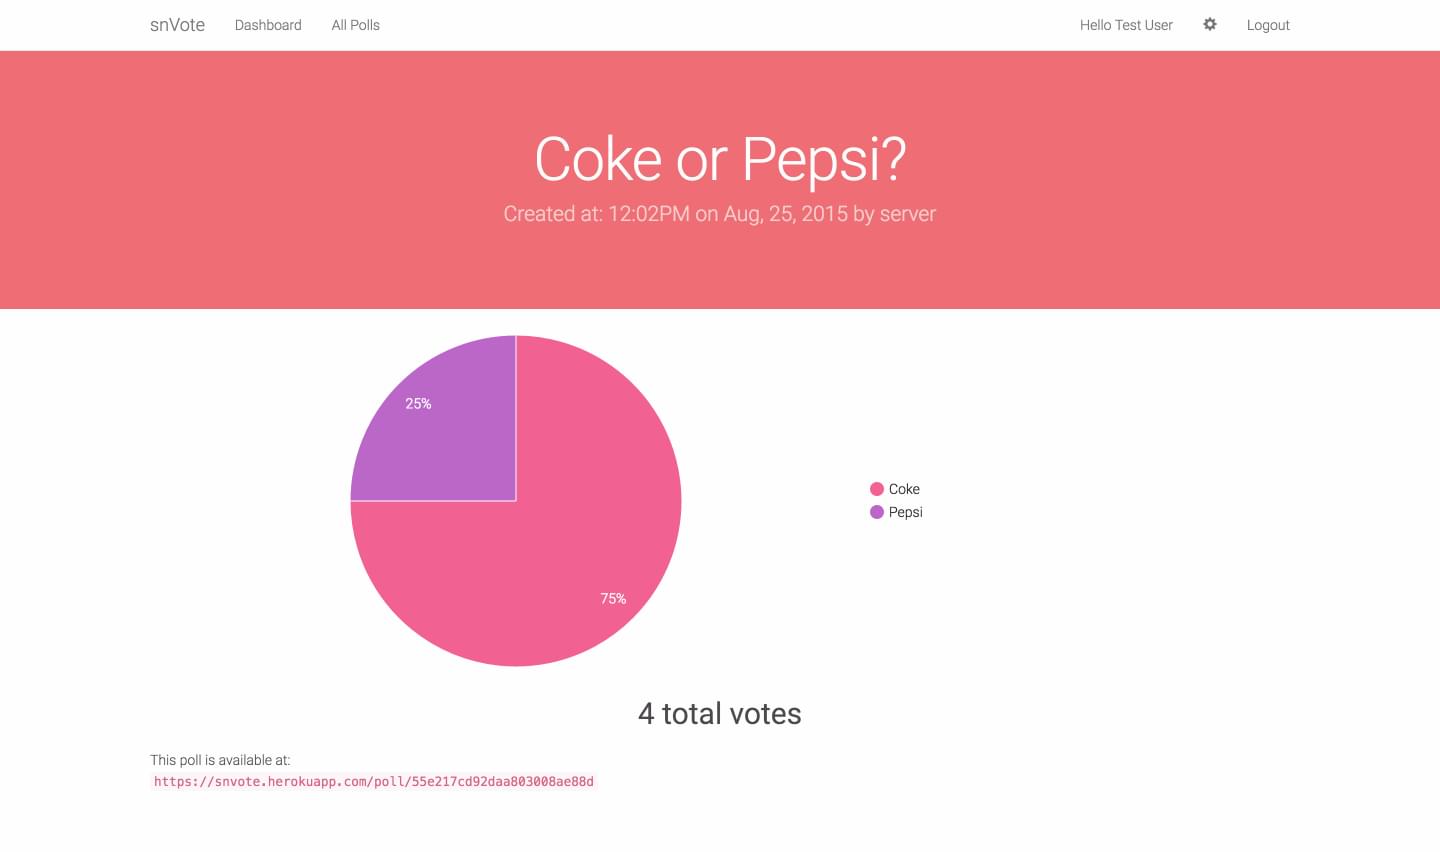 snVote Dashboard All Polls Hello Test User Logout
Coke or Pepsi?
Created at: 12:02PM on Aug, 25, 2015 by server
25%
75%
Coke
Pepsi
4 total votes
This poll is available at:
https://snvote.herokuapp.com/poll/55e217cd92daa803008ae88d